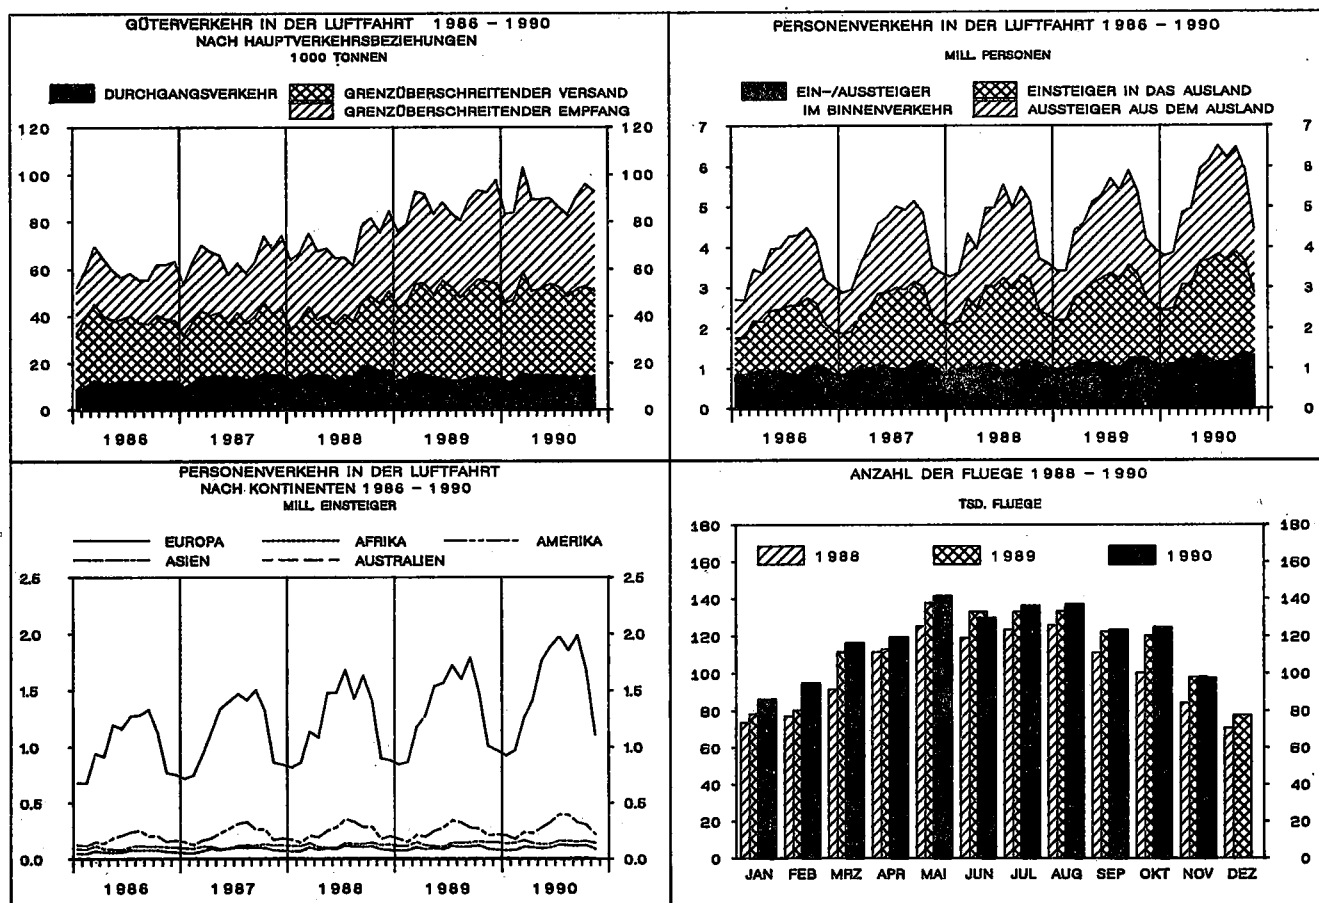 GÜTERVERKEHR IN DER LUFTFAHRT 1986 – 1990
NACH HAUPTVERKEHRSBEZIEHUNGEN
1000 TONNEN
DURCHGANGSVERKEHR
GRENZÜBERSCHREITENDER VERSAND
GRENZÜBERSCHREITENDER EMPFANG
120 120
100 100
80 80
60 60
40 40
20 20
0 0
1986 1987 1988 1989 1990
PERSONENVERKEHR IN DER LUFTFAHRT 1986 – 1990
MILL. PERSONEN
EIN-/AUSSTEIGER
IM BINNENVERKEHR
EINSTEIGER IN DAS AUSLAND
AUSSTEIGER AUS DEM AUSLAND
7 7
6 6
5 5
4 4
3 3
2 2
1 1
0 0
1986 1987 1988 1989 1990
PERSONENVERKEHR IN DER LUFTFAHRT
NACH KONTINENTEN 1986 – 1990
MILL. EINSTEIGER
EUROPA AFRIKA AMERIKA
ASIEN AUSTRALIEN
2.5 2.5
2.0 2.0
1.5 1.5
1.0 1.0
0.5 0.5
0.0 0.0
1986 1987 1988 1989 1990
ANZAHL DER FLUEGE 1988 – 1990
TSD. FLUEGE
180 180
160 160
1988 1989 1990
140 140
120 120
100 100
80 80
60 60
40 40
20 20
0 0
JAN FEB MRZ APR MAI JUN JUL AUG SEP OKT NOV DEZ